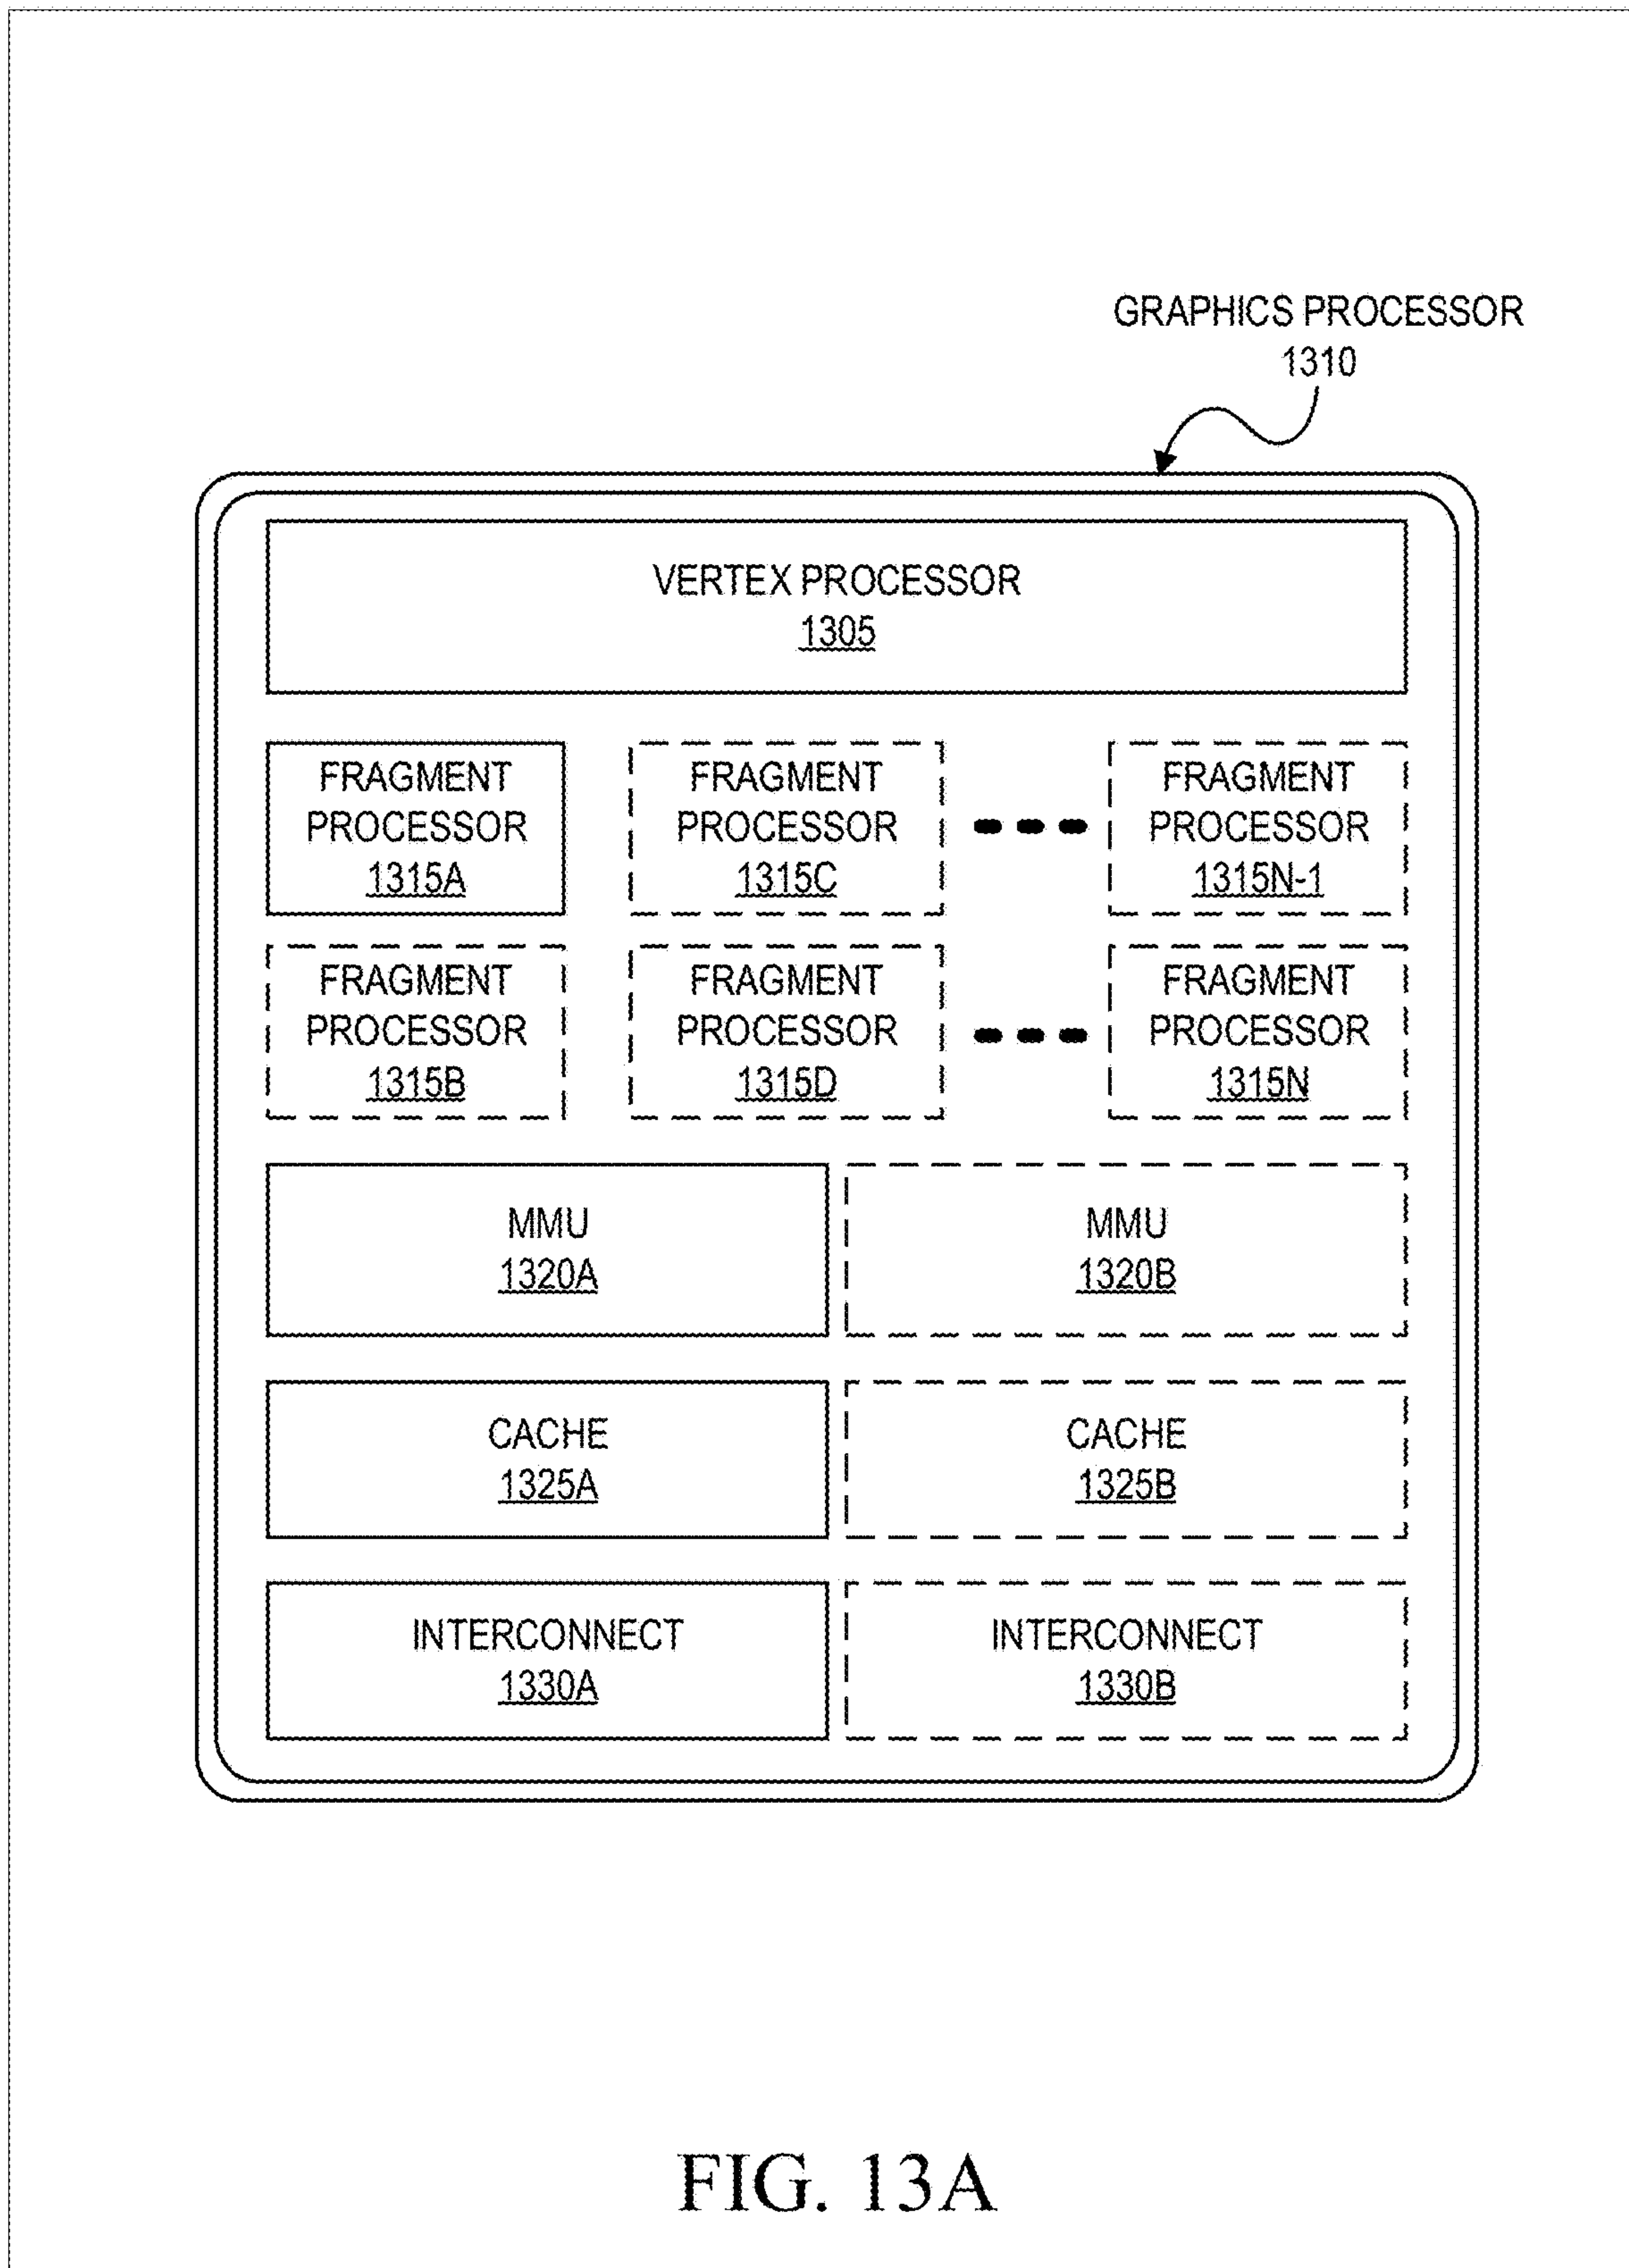 GRAPHICS PROCESSOR
1310
VERTEX PROCESSOR
1305
FRAGMENT
PROCESSOR
1315A
FRAGMENT
PROCESSOR
1315C
FRAGMENT
PROCESSOR
1315N-1
FRAGMENT
PROCESSOR
1315B
FRAGMENT
PROCESSOR
1315D
FRAGMENT
PROCESSOR
1315N
MMU
1320A
MMU
1320B
CACHE
1325A
CACHE
1325B
INTERCONNECT
1330A
INTERCONNECT
1330B
FIG. 13A